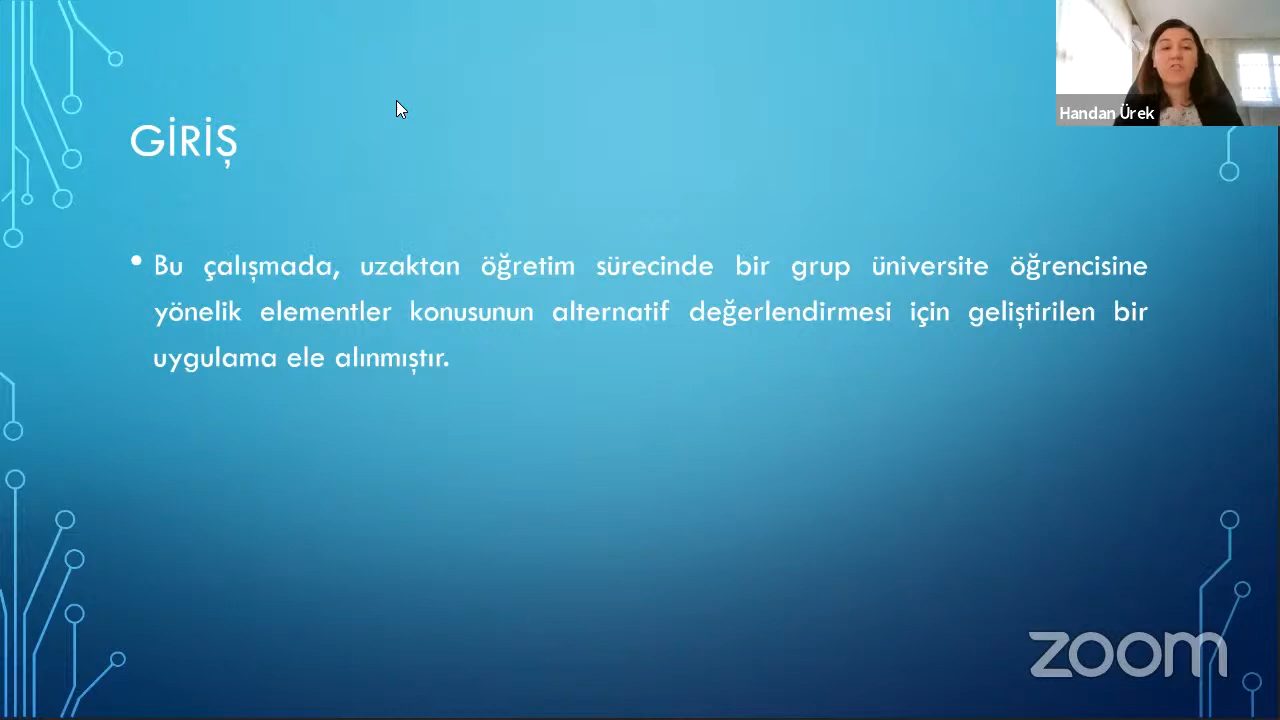 Handan Ürek
GİRİŞ
• Bu çalışmada, uzaktan öğretim sürecinde bir grup üniversite öğrencisine
yönelik elementler konusunun alternatif değerlendirmesi için geliştirilen bir
uygulama ele alınmıştır.
zoom